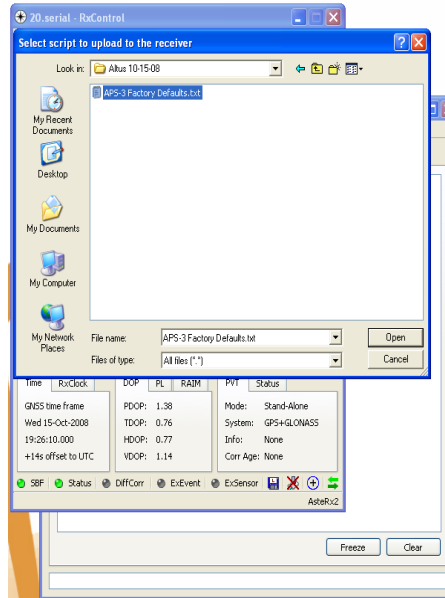 20.serial - RxControl
Select script to upload to the receiver
Look in: Altus 10-15-08
APS-3 Factory Defaults.txt
My Recent Documents
Desktop
My Documents
My Computer
My Network Places
File name: APS-3 Factory Defaults.txt Open
Files of type: All files (*.*) Cancel
Time RxClock DOP PL RAIM PVT Status
GNSS time frame PDOP: 1.38 Mode: Stand-Alone
Wed 15-Oct-2008 TDOP: 0.76 System: GPS+GLONASS
19:26:10.000 HDOP: 0.77 Info: None
+14s offset to UTC VDOP: 1.14 Corr Age: None
SBF Status DiffCorr ExEvent ExSensor
AsteRx2
Freeze Clear